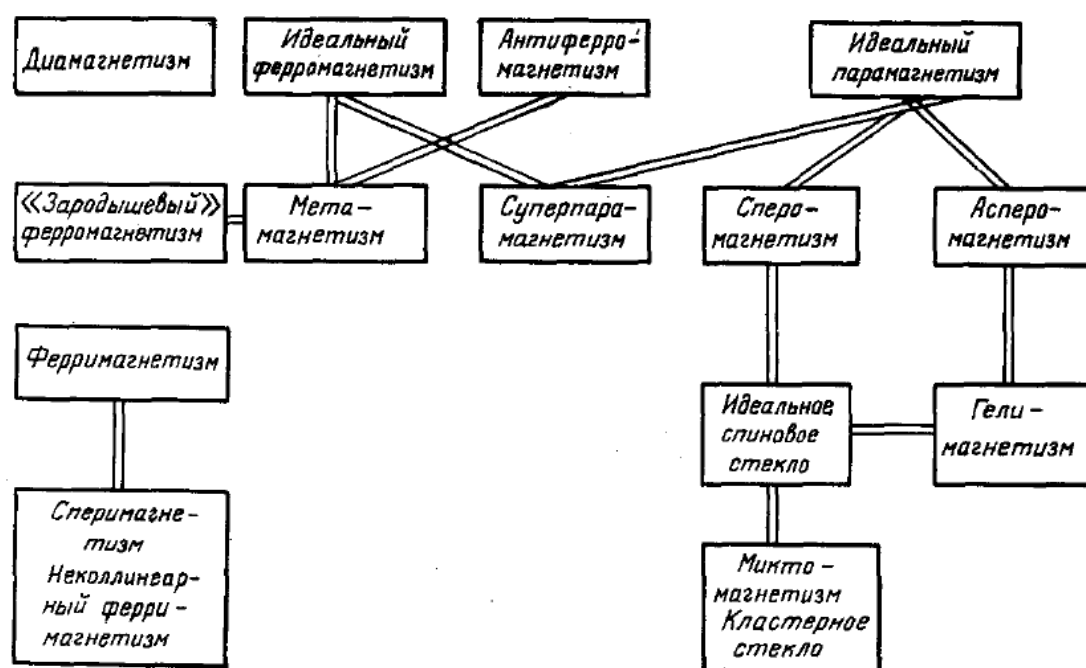 Диамагнетизм
Идеальный
ферромагнетизм
Антиферро-
магнетизм
Идеальный
парамагнетизм
«Зародышевый»
ферромагнетизм
Мета-
магнетизм
Суперпара-
магнетизм
Сперо-
магнетизм
Асперо-
магнетизм
Ферримагнетизм
Идеальное
спиновое
стекло
Гели-
магнетизм
Сперимагне-
тизм
Неколлинеар-
ный ферри-
магнетизм
Микто-
магнетизм
Кластерное
стекло